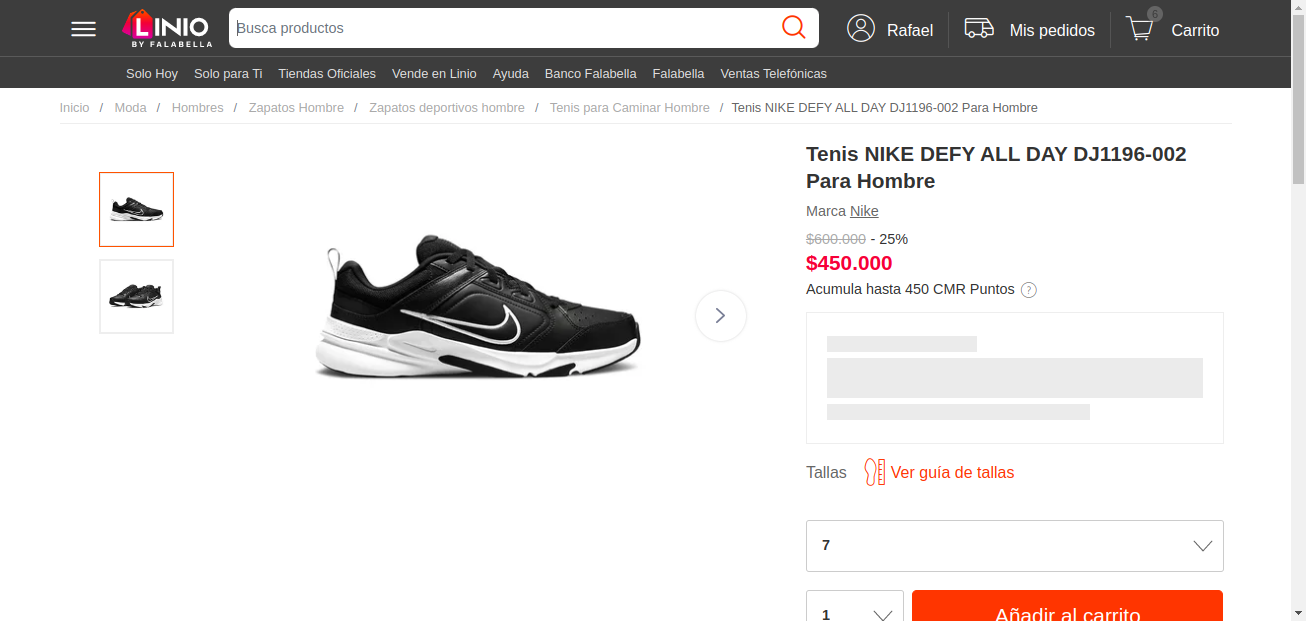 LINIO
BY FALABELLA
Busca productos
Rafael
Mis pedidos
6
Carrito
Solo Hoy Solo para Ti Tiendas Oficiales Vende en Linio Ayuda Banco Falabella Falabella Ventas Telefónicas
Inicio / Moda / Hombres / Zapatos Hombre / Zapatos deportivos hombre / Tenis para Caminar Hombre / Tenis NIKE DEFY ALL DAY DJ1196-002 Para Hombre
Tenis NIKE DEFY ALL DAY DJ1196-002
Para Hombre
Marca Nike
$600.000 - 25%
$450.000
Acumula hasta 450 CMR Puntos ?
Tallas Ver guía de tallas
7
1
Añadir al carrito